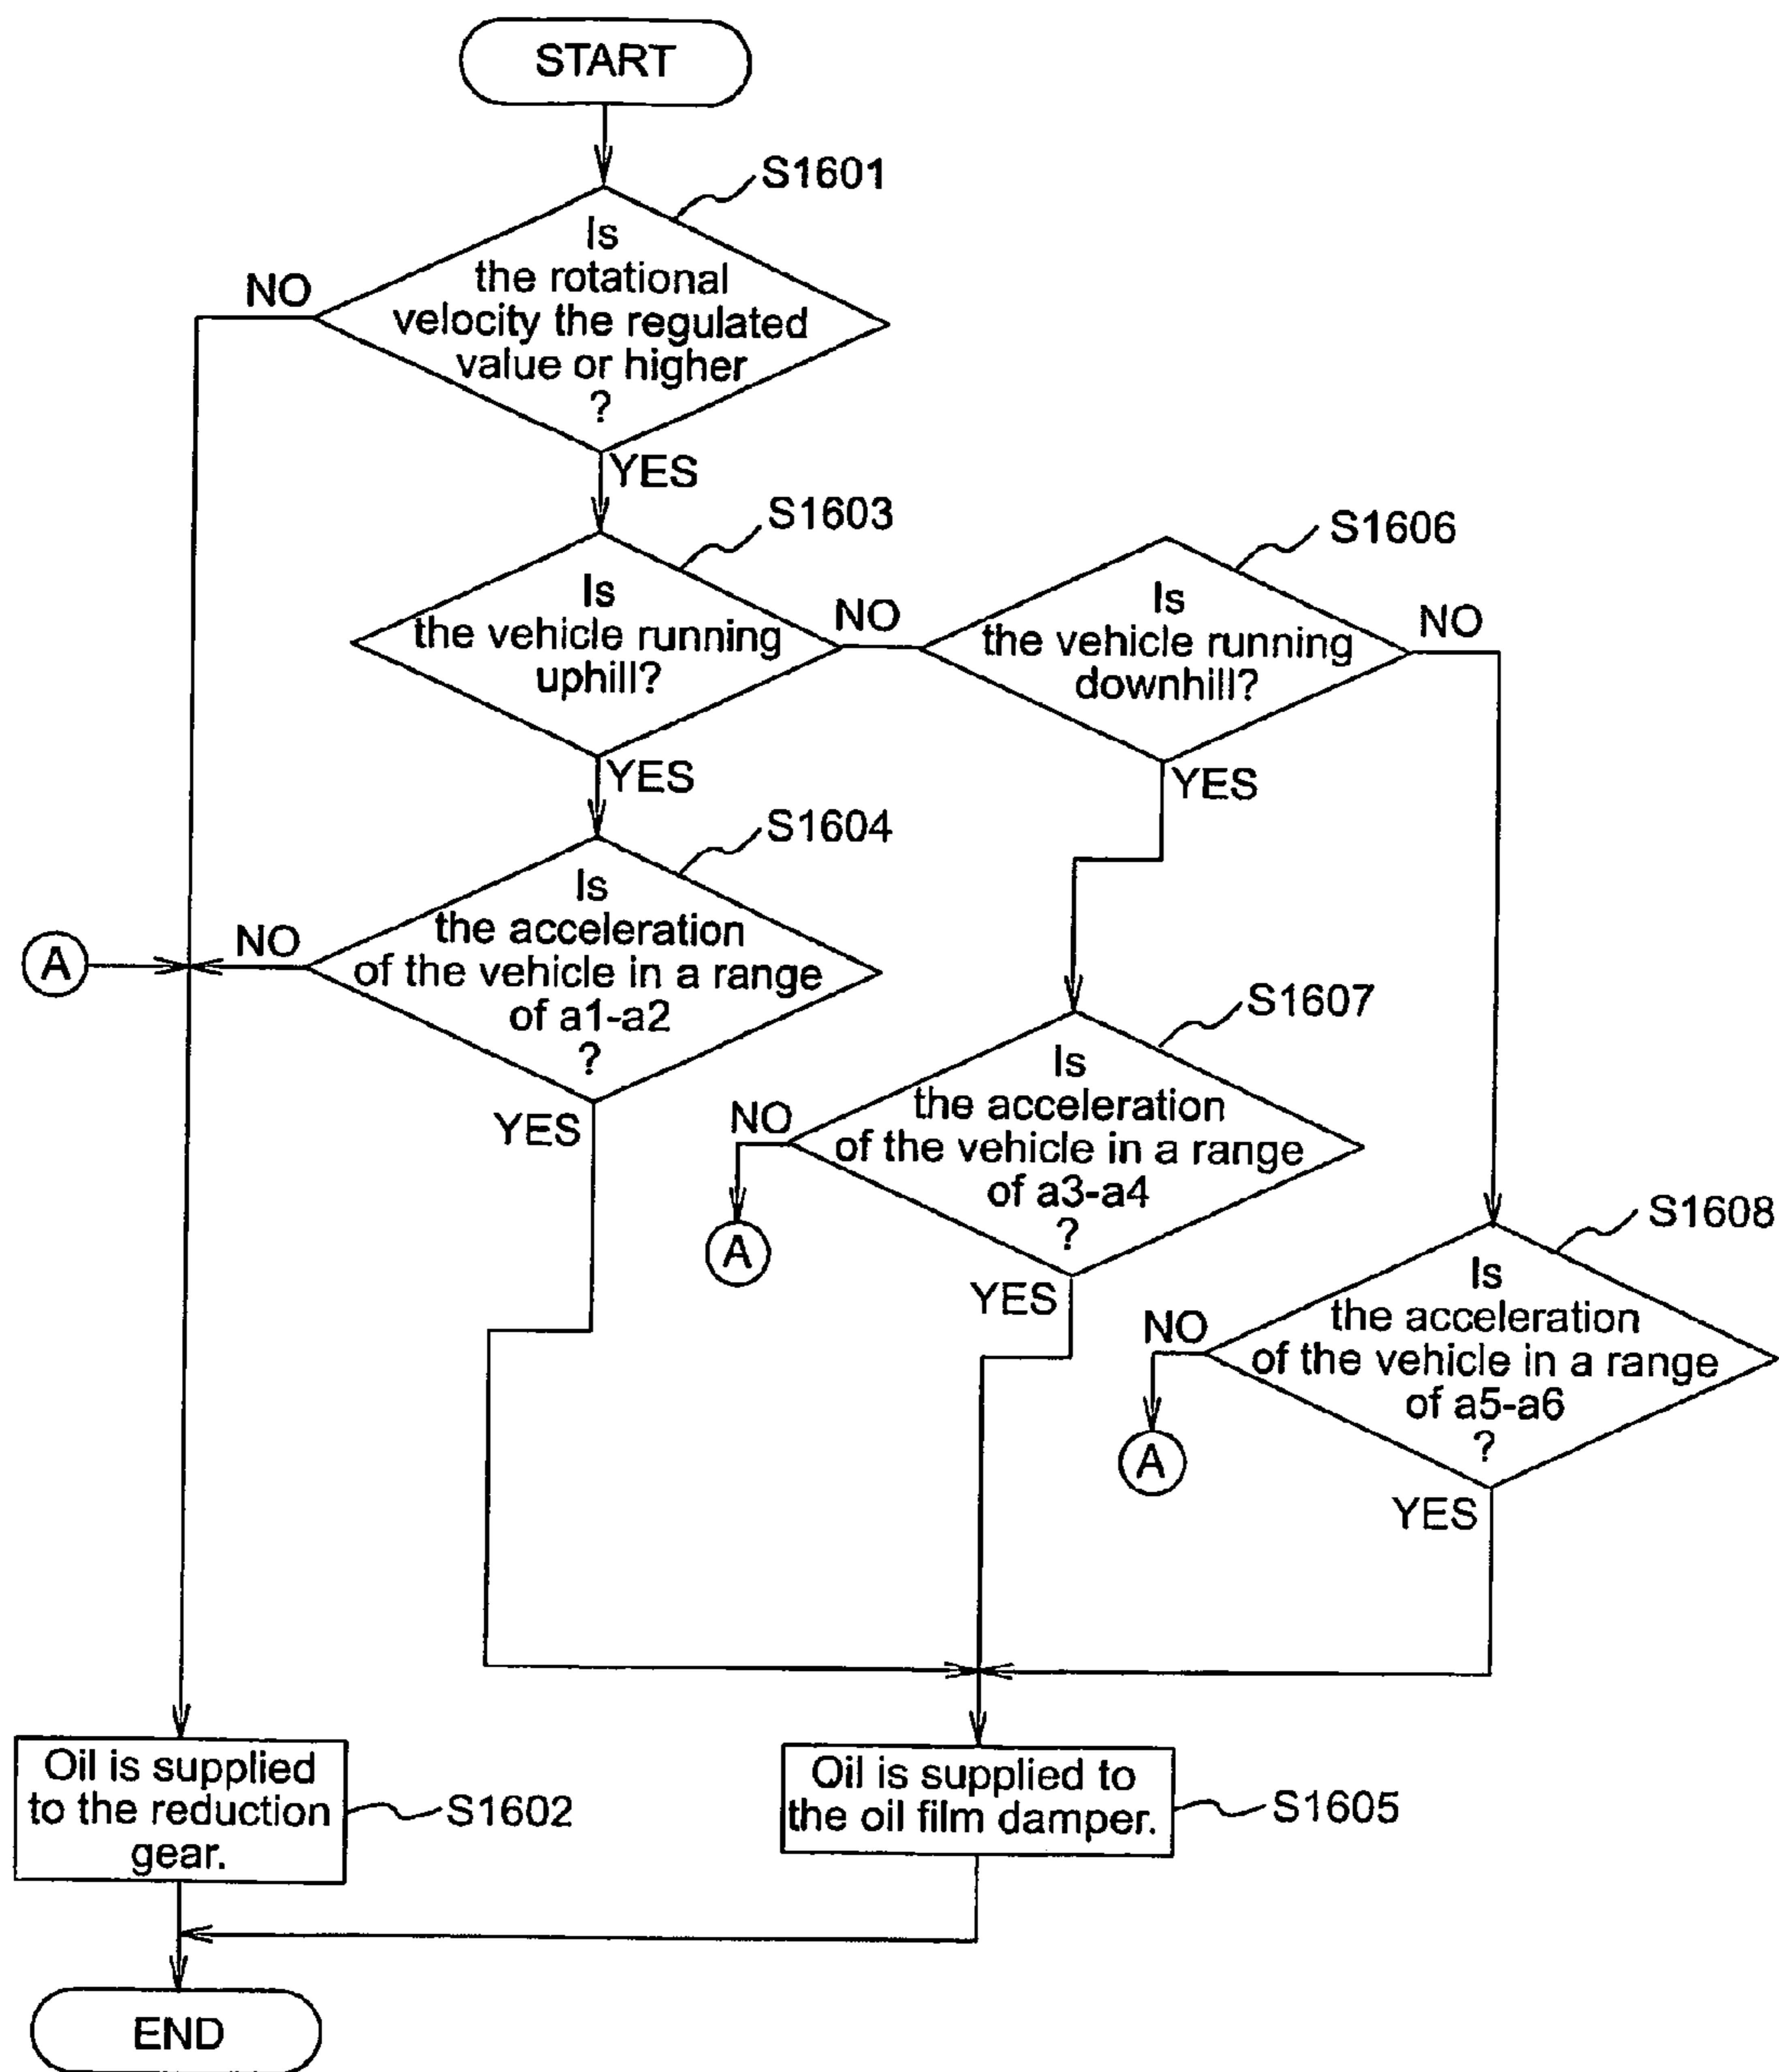 START
S1601
Is
the rotational
velocity the regulated
value or higher
?
NO
YES
S1603
Is
the vehicle running
uphill?
NO
YES
S1606
Is
the vehicle running
downhill?
NO
YES
S1604
Is
the acceleration
of the vehicle in a range
of a1-a2
?
NO
A
YES
S1607
Is
the acceleration
of the vehicle in a range
of a3-a4
?
NO
A
YES
S1608
Is
the acceleration
of the vehicle in a range
of a5-a6
?
NO
A
YES
Oil is supplied
to the reduction
gear.
S1602
Oil is supplied to
the oil film damper.
S1605
END